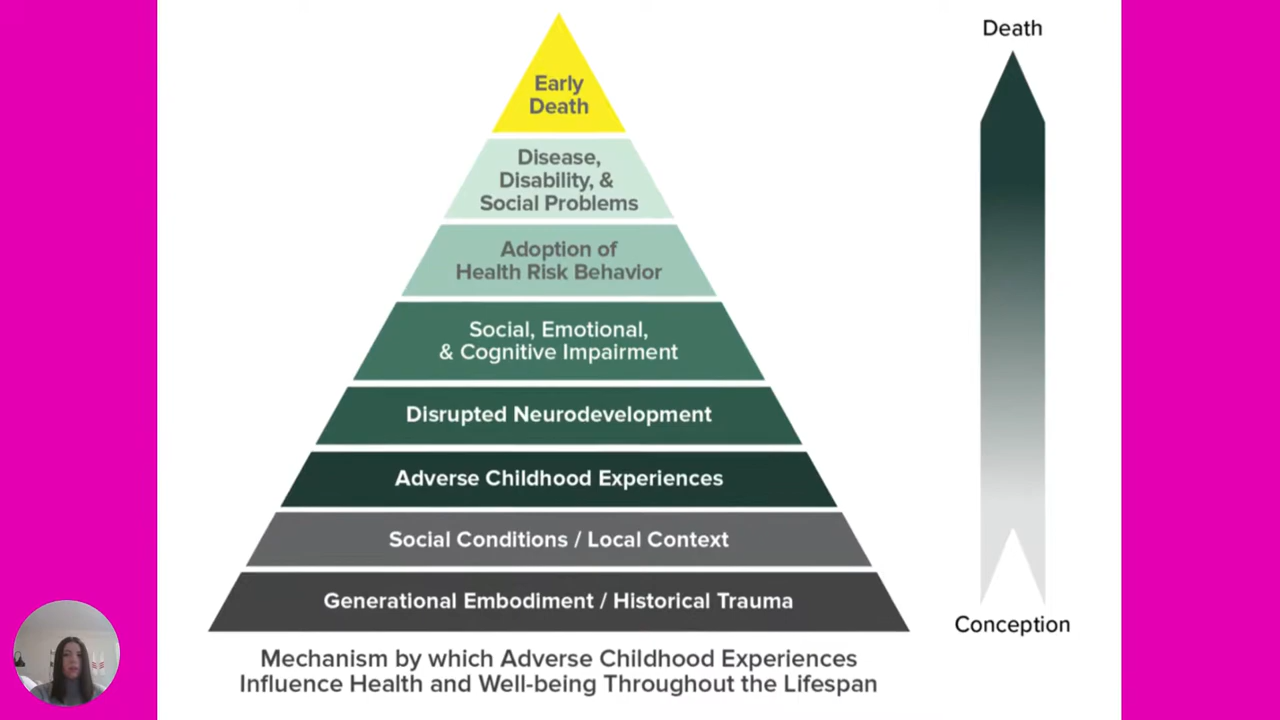 Early
Death
Disease,
Disability, &
Social Problems
Adoption of
Health Risk Behavior
Social, Emotional,
& Cognitive Impairment
Disrupted Neurodevelopment
Adverse Childhood Experiences
Social Conditions / Local Context
Generational Embodiment / Historical Trauma
Mechanism by which Adverse Childhood Experiences
Influence Health and Well-being Throughout the Lifespan
Death
Conception